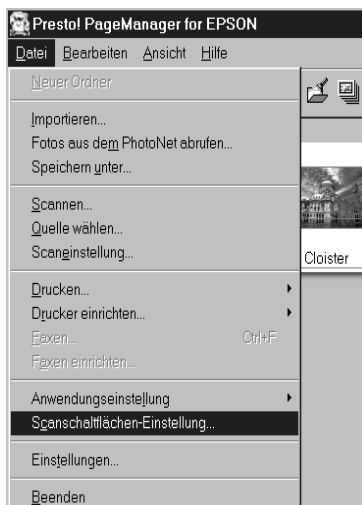 Presto! PageManager for EPSON
Datei Bearbeiten Ansicht Hilfe
Neuer Ordner
Importieren...
Fotos aus dem PhotoNet abrufen...
Speichern unter...
Scannen...
Quelle wählen...
Scaneinstellung...
Cloister
Drucken...
Drucker einrichten...
Faxen... Ctrl+F
Faxen einrichten...
Anwendungseinstellung
Scanschaltflächen-Einstellung...
Einstellungen...
Beenden